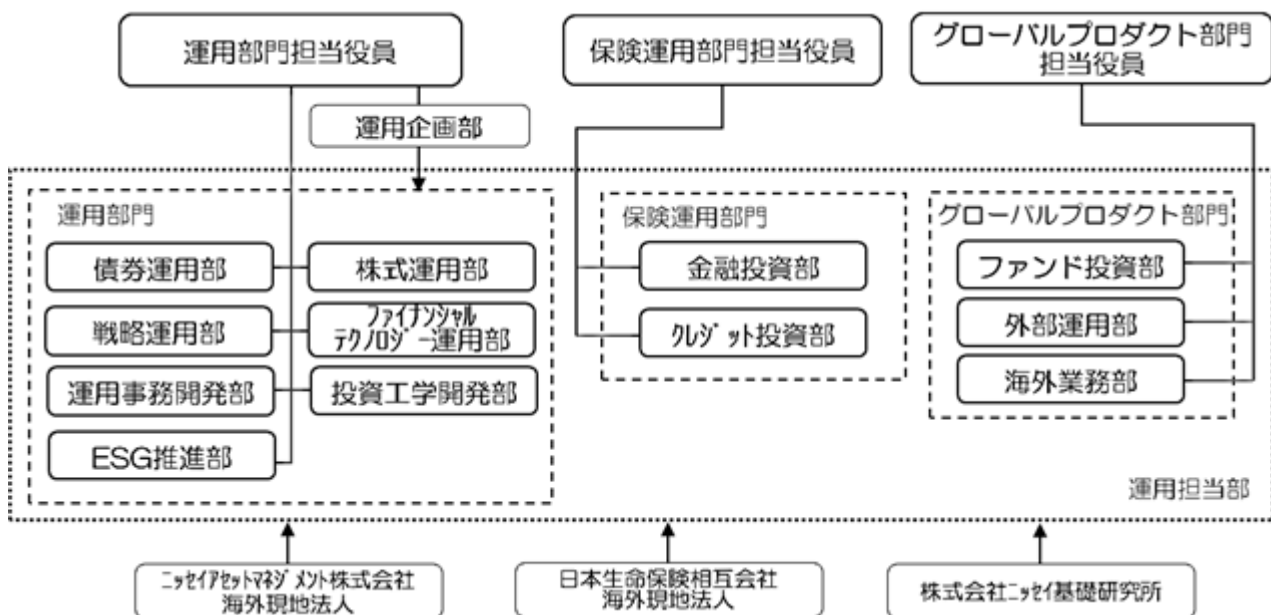 運用部門担当役員
保険運用部門担当役員
グローバルプロダクト部門
担当役員
運用企画部
運用部門
債券運用部
株式運用部
戦略運用部
ﾌｧｲﾅﾝｼｬﾙ
ﾃｸﾉﾛｼﾞｰ運用部
運用事務開発部
投資工学開発部
ESG推進部
保険運用部門
金融投資部
ｸﾚｼﾞｯﾄ投資部
グローバルプロダクト部門
ファンド投資部
外部運用部
海外業務部
運用担当部
ﾆｯｾｲｱｾｯﾄﾏﾈｼﾞﾒﾝﾄ株式会社
海外現地法人
日本生命保険相互会社
海外現地法人
株式会社ﾆｯｾｲ基礎研究所